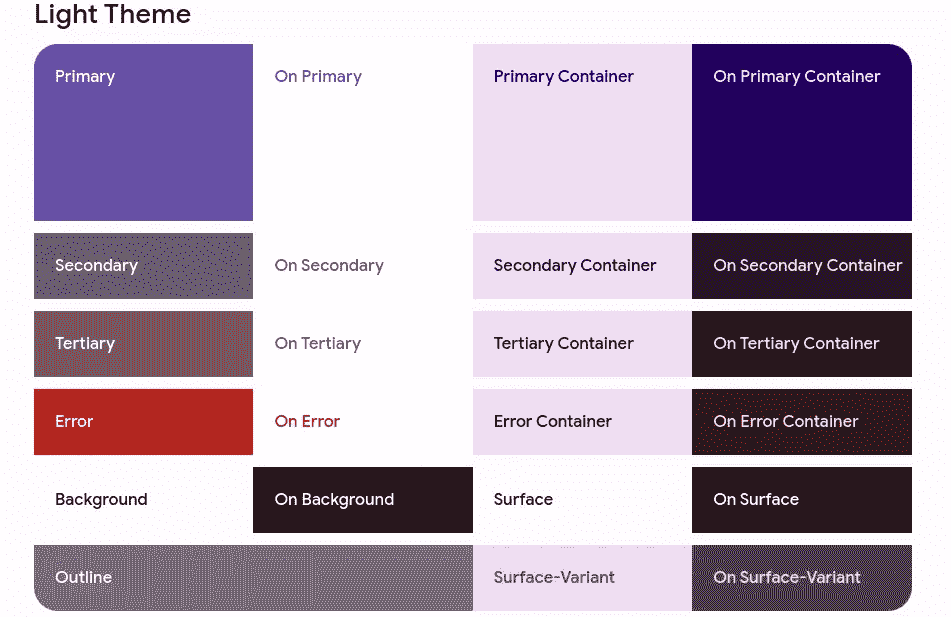 Light Theme
Primary
On Primary
Primary Container
On Primary Container
Secondary
On Secondary
Secondary Container
On Secondary Container
Tertiary
On Tertiary
Tertiary Container
On Tertiary Container
Error
On Error
Error Container
On Error Container
Background
On Background
Surface
On Surface
Outline
Surface-Variant
On Surface-Variant